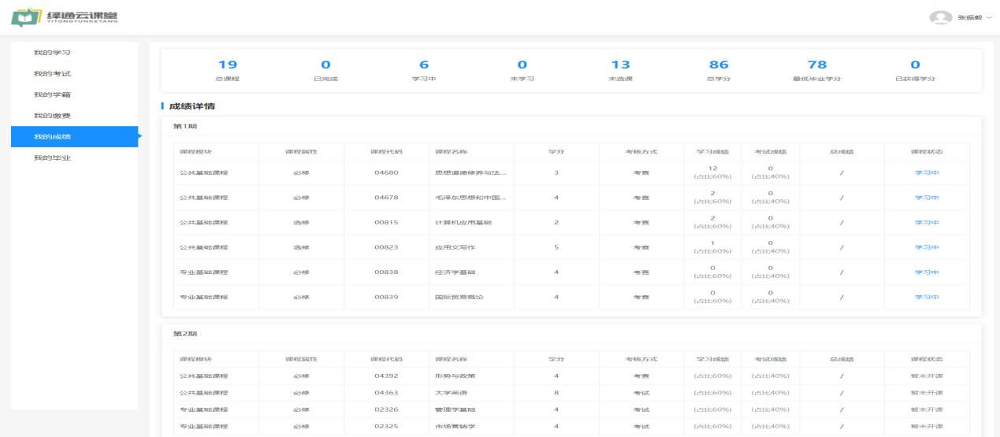 绎通云课堂
YITONGYUNKETANG
张振毅
我的学习
我的考试
我的学籍
我的缴费
我的成绩
我的毕业
19 0 6 0 13 86 78 0
总课程 已完成 学习中 未学习 未选课 总学分 最低毕业学分 已获得学分
成绩详情
第1期
课程模块 课程属性 课程代码 课程名称 学分 考核方式 学习成绩 考试成绩 总成绩 课程状态
公共基础课程 必修 04680 思想道德修养与法... 3 考查 12 (占比60%) 0 (占比40%) / 学习中
公共基础课程 必修 04678 毛泽东思想和中国... 4 考查 2 (占比60%) 0 (占比40%) / 学习中
公共基础课程 选修 00815 计算机应用基础 2 考查 2 (占比60%) 0 (占比40%) / 学习中
公共基础课程 选修 00823 应用文写作 5 考查 1 (占比60%) 0 (占比40%) / 学习中
专业基础课程 必修 00838 经济学基础 4 考查 0 (占比60%) 0 (占比40%) / 学习中
专业基础课程 必修 00839 国际贸易概论 4 考查 0 (占比60%) 0 (占比40%) / 学习中
第2期
课程模块 课程属性 课程代码 课程名称 学分 考核方式 学习成绩 考试成绩 总成绩 课程状态
公共基础课程 必修 04392 形势与政策 4 考查 (占比60%) (占比40%) / 暂未开课
公共基础课程 必修 04363 大学英语 8 考试 (占比60%) (占比40%) / 暂未开课
专业基础课程 必修 02326 管理学基础 4 考试 (占比60%) (占比40%) / 暂未开课
专业基础课程 必修 02325 市场营销学 4 考试 (占比60%) (占比40%) / 暂未开课